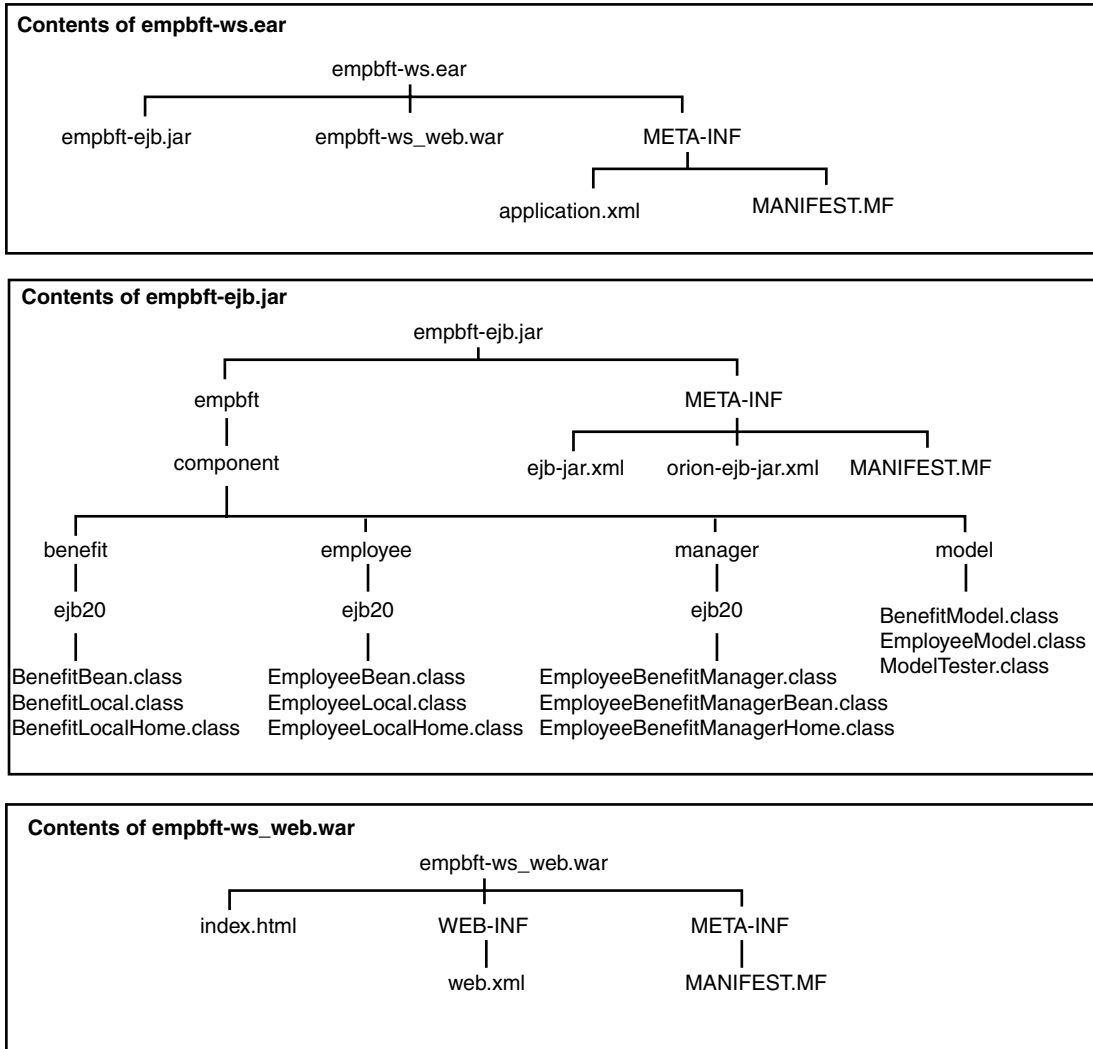 Contents of empbft-ws.ear
empbft-ws.ear
empbft-ejb.jar empbft-ws_web.war META-INF
application.xml MANIFEST.MF
Contents of empbft-ejb.jar
empbft-ejb.jar
empbft META-INF
component ejb-jar.xml orion-ejb-jar.xml MANIFEST.MF
benefit employee manager model
ejb20 ejb20 ejb20
BenefitModel.class
EmployeeModel.class
ModelTester.class
BenefitBean.class EmployeeBean.class EmployeeBenefitManager.class
BenefitLocal.class EmployeeLocal.class EmployeeBenefitManagerBean.class
BenefitLocalHome.class EmployeeLocalHome.class EmployeeBenefitManagerHome.class
Contents of empbft-ws_web.war
empbft-ws_web.war
index.html WEB-INF META-INF
web.xml MANIFEST.MF